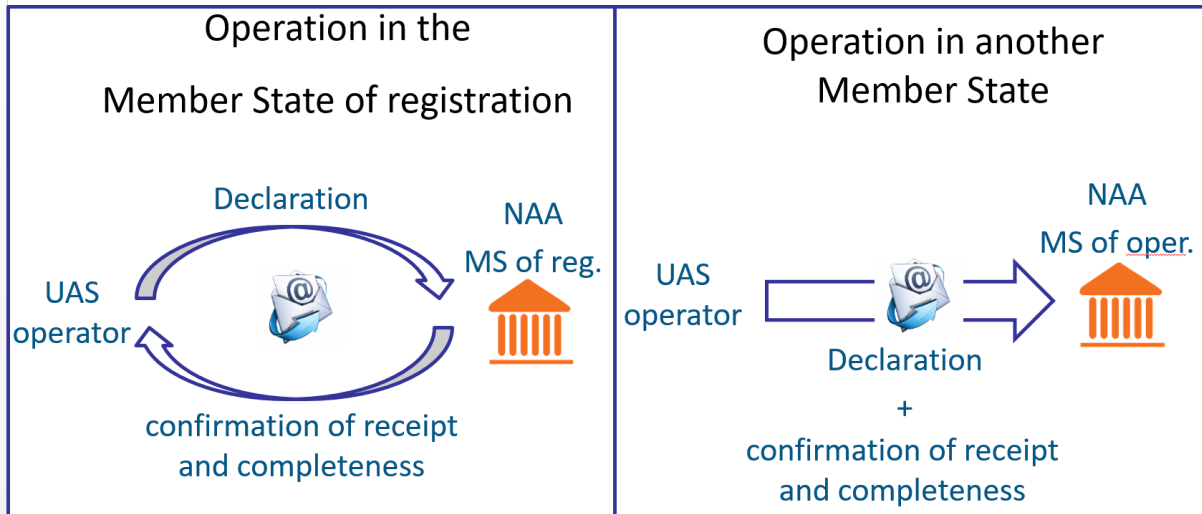 Operation in the
Member State of registration
Declaration
NAA
MS of reg.
UAS
operator
@
confirmation of receipt
and completeness
Operation in another
Member State
NAA
MS of oper.
UAS
operator
@
Declaration
+
confirmation of receipt
and completeness